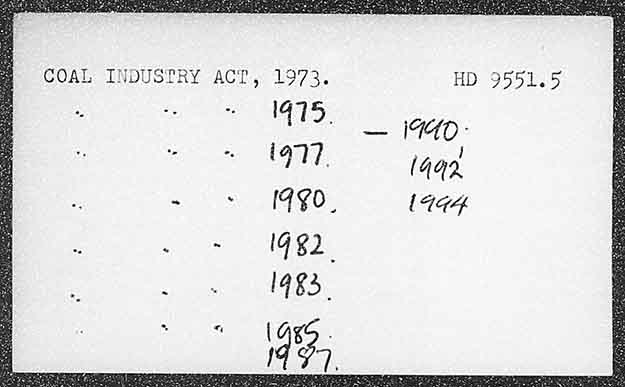 COAL INDUSTRY ACT, 1973. HD 9551.5
" " " 1975.
— 1990.
" " " 1977.
1992
" " " 1980.
1994
" " " 1982.
" " " 1983.
" " " 1985.
1987.